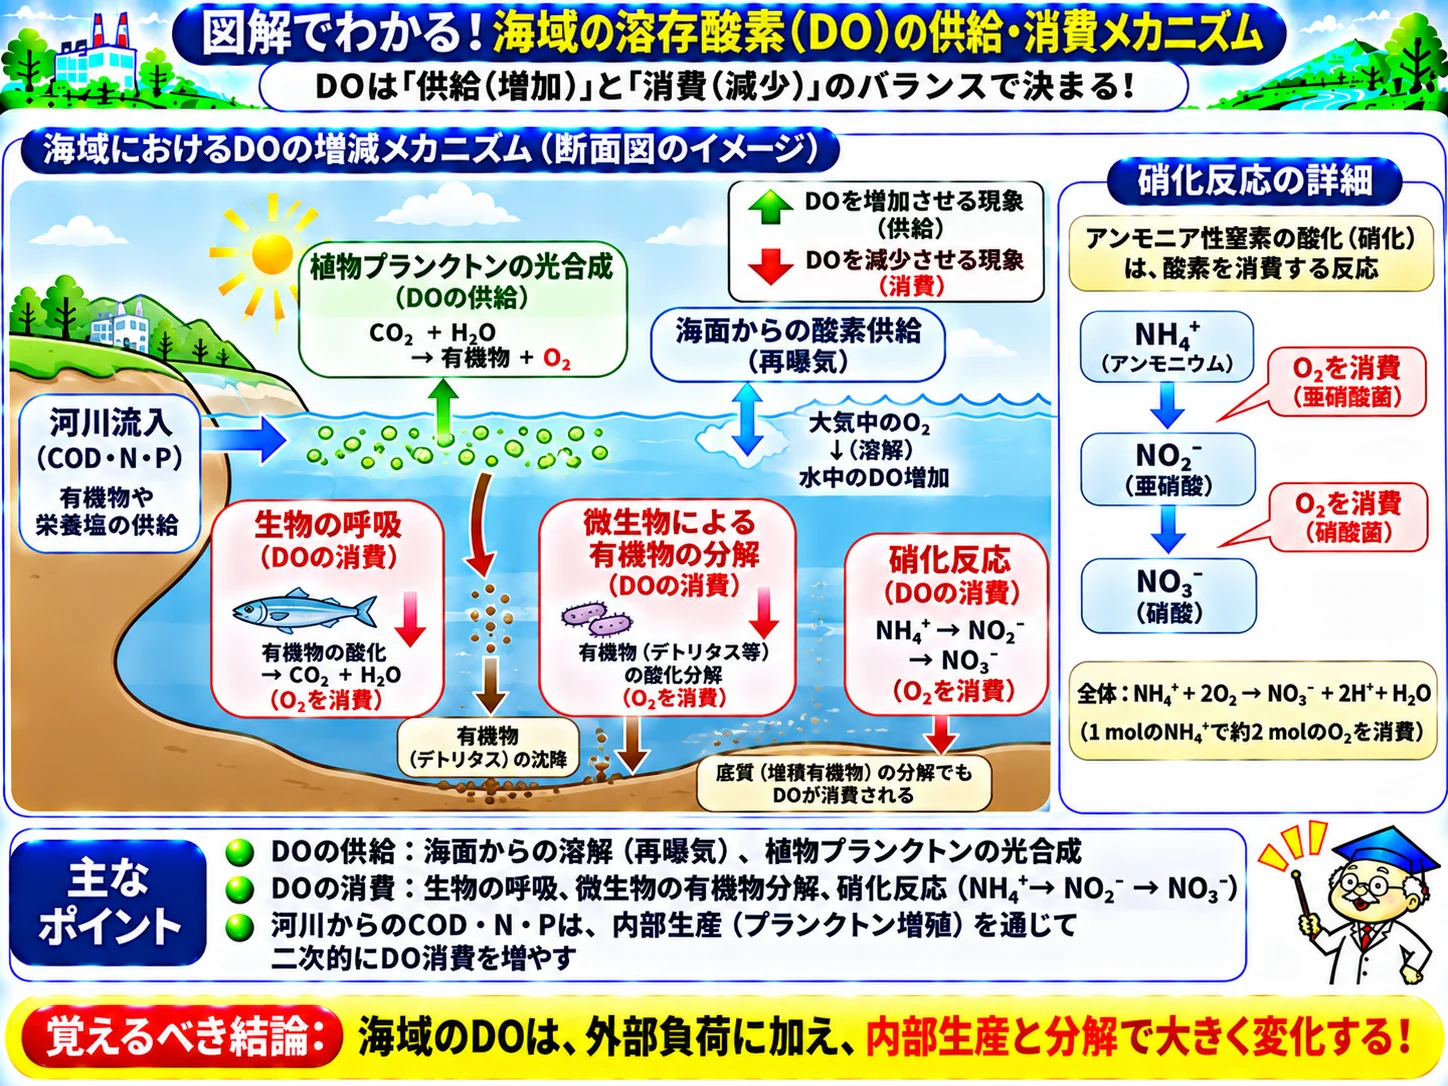 図解でわかる！海域の溶存酸素（DO）の供給・消費メカニズム
DOは「供給（増加）」と「消費（減少）」のバランスで決まる！
海域におけるDOの増減メカニズム（断面図のイメージ）
DOを増加させる現象
（供給）
DOを減少させる現象
（消費）
植物プランクトンの光合成
（DOの供給）
CO₂ + H₂O
→ 有機物 + O₂
海面からの酸素供給
（再曝気）
河川流入
（COD・N・P）
有機物や
栄養塩の供給
大気中のO₂
↓（溶解）
水中のDO増加
生物の呼吸
（DOの消費）
有機物の酸化
→ CO₂ + H₂O
（O₂を消費）
微生物による
有機物の分解
（DOの消費）
有機物（デトリタス等）
の酸化分解
（O₂を消費）
硝化反応
（DOの消費）
NH₄⁺ → NO₂⁻
→ NO₃⁻
（O₂を消費）
有機物
（デトリタス）の沈降
底質（堆積有機物）の分解でも
DOが消費される
硝化反応の詳細
アンモニア性窒素の酸化（硝化）
は、酸素を消費する反応
NH₄⁺
（アンモニウム）
O₂を消費
（亜硝酸菌）
NO₂⁻
（亜硝酸）
O₂を消費
（硝酸菌）
NO₃⁻
（硝酸）
全体：NH₄⁺ + 2O₂ → NO₃⁻ + 2H⁺ + H₂O
（1 molのNH₄⁺で約2 molのO₂を消費）
主な
ポイント
DOの供給：海面からの溶解（再曝気）、植物プランクトンの光合成
DOの消費：生物の呼吸、微生物の有機物分解、硝化反応（NH₄⁺→ NO₂⁻ → NO₃⁻）
河川からのCOD・N・Pは、内部生産（プランクトン増殖）を通じて
二次的にDO消費を増やす
覚えるべき結論：海域のDOは、外部負荷に加え、内部生産と分解で大きく変化する！